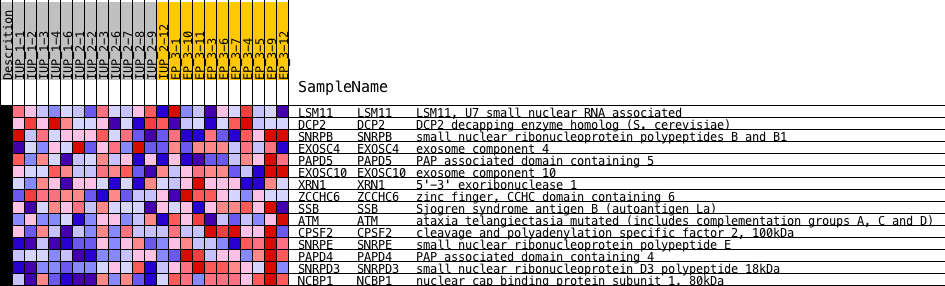 Descrition
IUP_1-1
IUP_1-2
IUP_1-3
IUP_1-4
IUP_1-6
IUP_2-1
IUP_2-2
IUP_2-3
IUP_2-6
IUP_2-7
IUP_2-8
IUP_2-9
IUP_2-12
EP_3-1
EP_3-10
EP_3-11
EP_3-3
EP_3-6
EP_3-7
EP_3-4
EP_3-5
EP_3-9
EP_3-12
SampleName
LSM11 LSM11 LSM11, U7 small nuclear RNA associated
DCP2 DCP2 DCP2 decapping enzyme homolog (S. cerevisiae)
SNRPB SNRPB small nuclear ribonucleoprotein polypeptides B and B1
EXOSC4 EXOSC4 exosome component 4
PAPD5 PAPD5 PAP associated domain containing 5
EXOSC10 EXOSC10 exosome component 10
XRN1 XRN1 5'-3' exoribonuclease 1
ZCCHC6 ZCCHC6 zinc finger, CCHC domain containing 6
SSB SSB Sjogren syndrome antigen B (autoantigen La)
ATM ATM ataxia telangiectasia mutated (includes complementation groups A, C and D)
CPSF2 CPSF2 cleavage and polyadenylation specific factor 2, 100kDa
SNRPE SNRPE small nuclear ribonucleoprotein polypeptide E
PAPD4 PAPD4 PAP associated domain containing 4
SNRPD3 SNRPD3 small nuclear ribonucleoprotein D3 polypeptide 18kDa
NCBP1 NCBP1 nuclear cap binding protein subunit 1, 80kDa